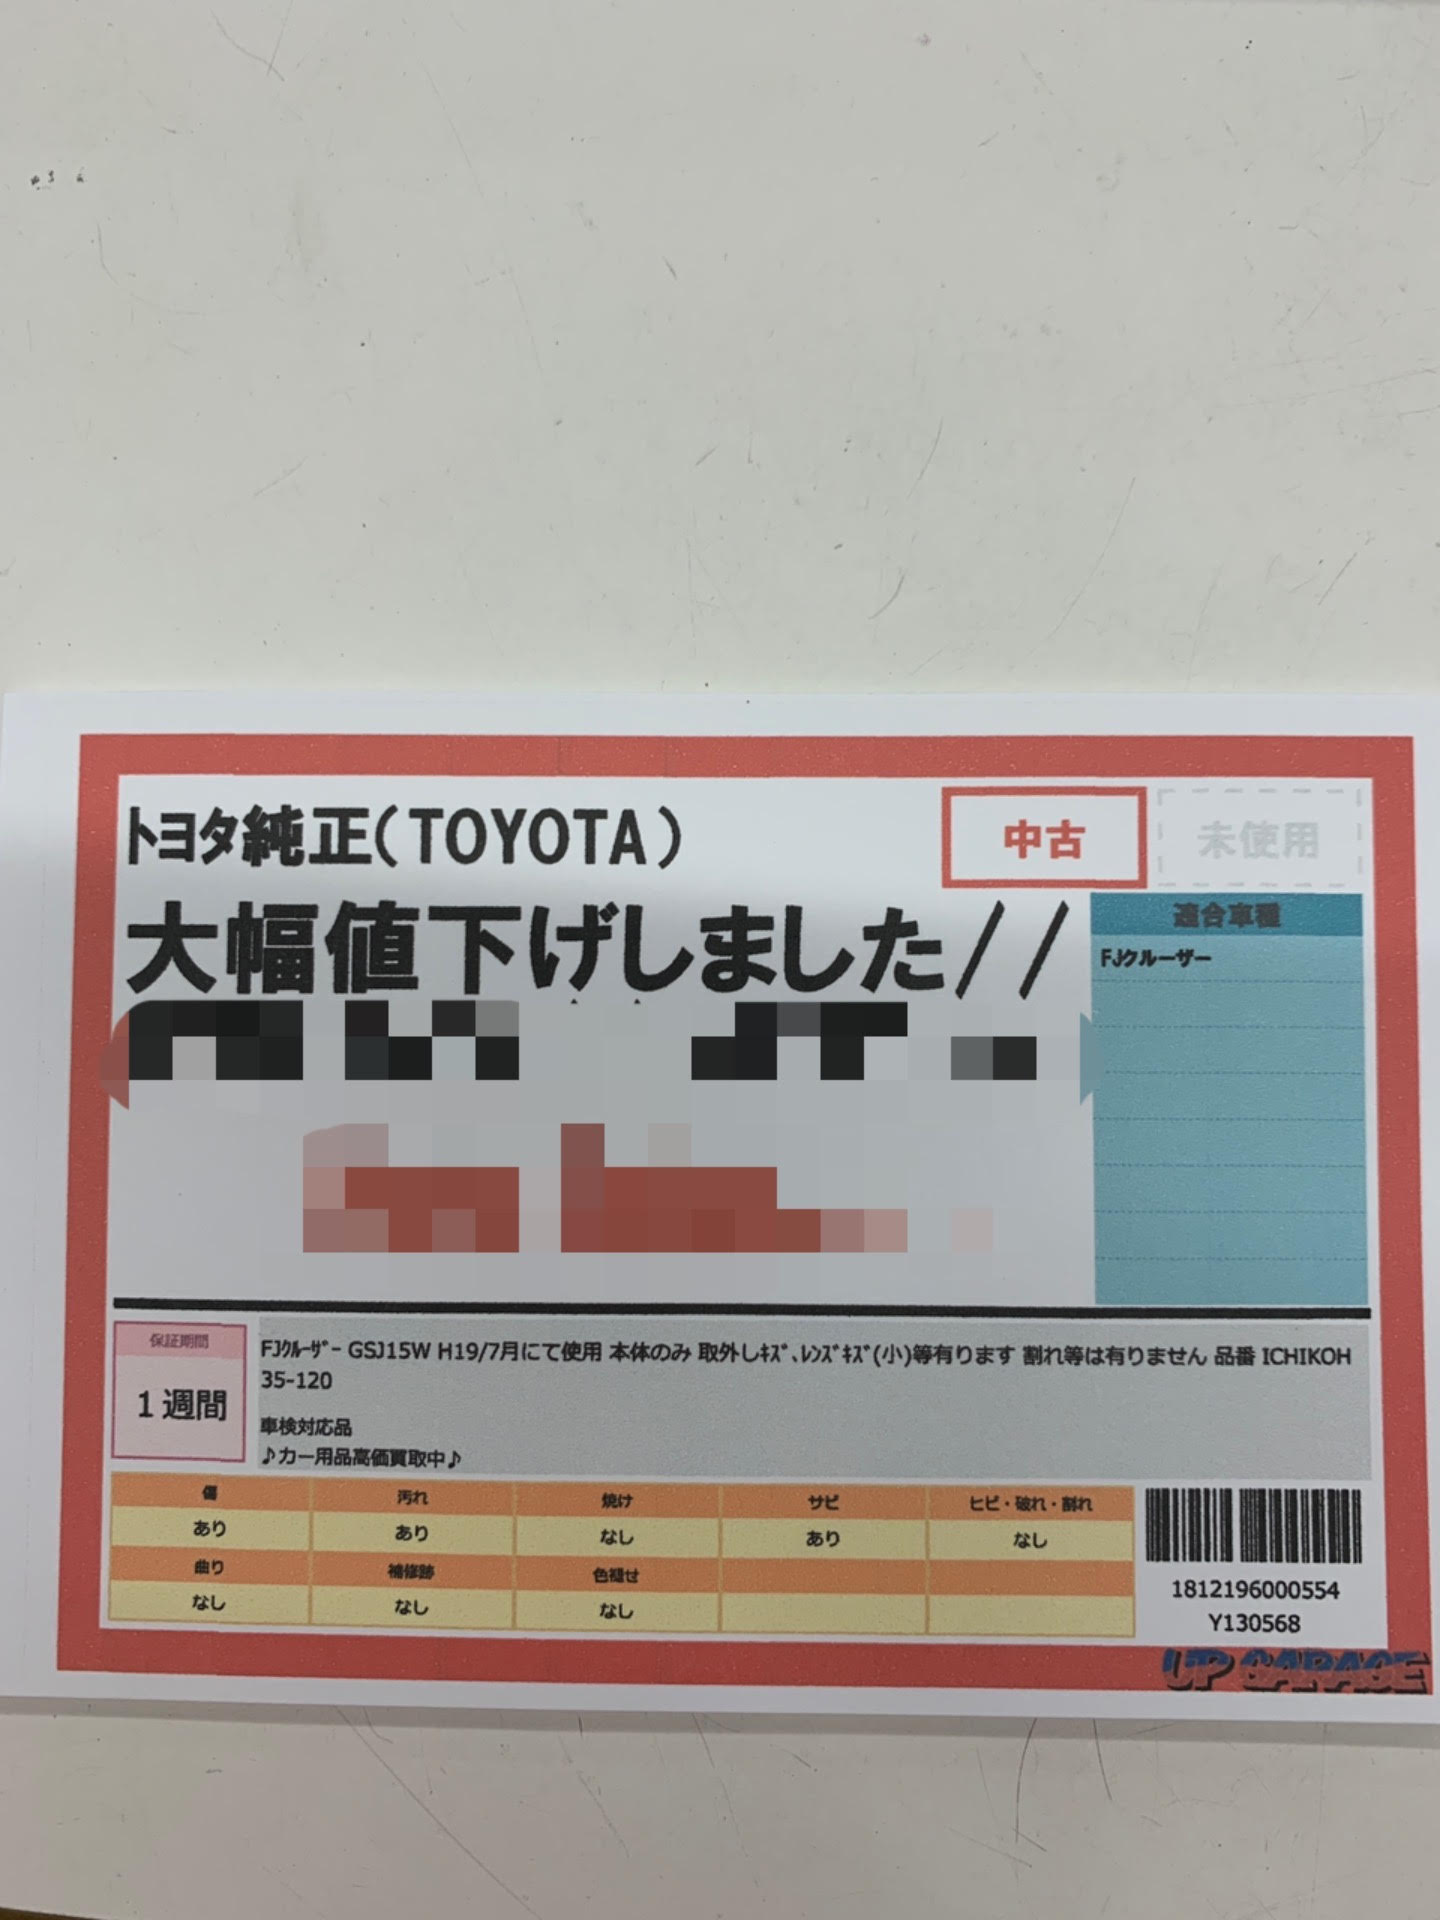 トヨタ純正(TOYOTA)
中古
未使用
大幅値下げしました//
適合車種
FJクルーザー
保証期間
1週間
FJｸﾙｰｻﾞｰ GSJ15W H19/7月にて使用 本体のみ 取外しｷｽﾞ､ﾚﾝｽﾞｷｽﾞ(小)等有ります 割れ等は有りません 品番 ICHIKOH
35-120
車検対応品
♪カー用品高価買取中♪
傷 汚れ 焼け サビ ヒビ・破れ・割れ
あり あり なし あり なし
曲り 補修跡 色褪せ
なし なし なし
1812196000554
Y130568
UP GARAGE